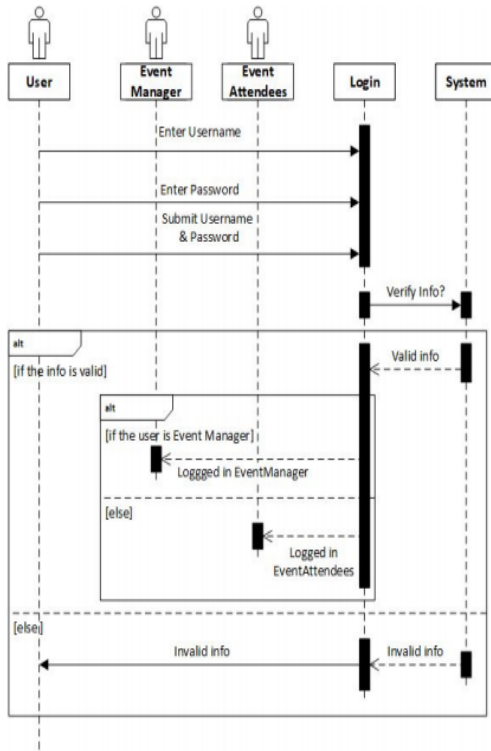 User
Event
Manager
Event
Attendees
Login
System
Enter Username
Enter Password
Submit Username
& Password
Verify Info?
alt
Valid info
[if the info is valid]
alt
[if the user is Event Manager]
Loggged in EventManager
[else]
Logged in
EventAttendees
[else]
Invalid info
Invalid info